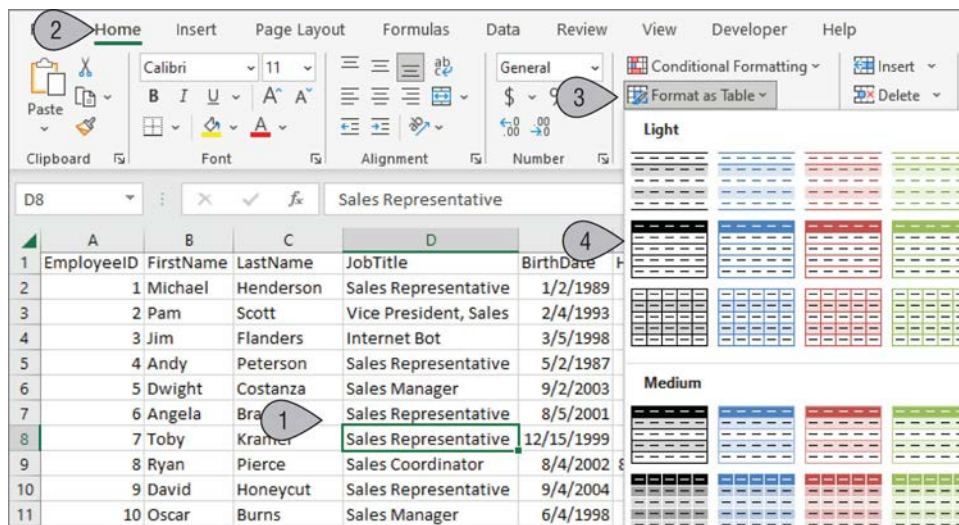 2 Home Insert Page Layout Formulas Data Review View Developer Help
Calibri 11 ab General Conditional Formatting Insert
Paste B I U A A $ 3 Format as Table Delete
A .00 .00
Clipboard Font Alignment Number
Light
D8 fx Sales Representative
4
A B C D
1 EmployeeID FirstName LastName JobTitle BirthDate
2 1 Michael Henderson Sales Representative 1/2/1989
3 2 Pam Scott Vice President, Sales 2/4/1993
4 3 Jim Flanders Internet Bot 3/5/1998
5 4 Andy Peterson Sales Representative 5/2/1987
6 5 Dwight Costanza Sales Manager 9/2/2003
Medium
7 6 Angela 1 Sales Representative 8/5/2001
8 7 Toby Kramer Sales Representative 12/15/1999
9 8 Ryan Pierce Sales Coordinator 8/4/2002
10 9 David Honeycut Sales Representative 9/4/2004
11 10 Oscar Burns Sales Manager 6/4/1998